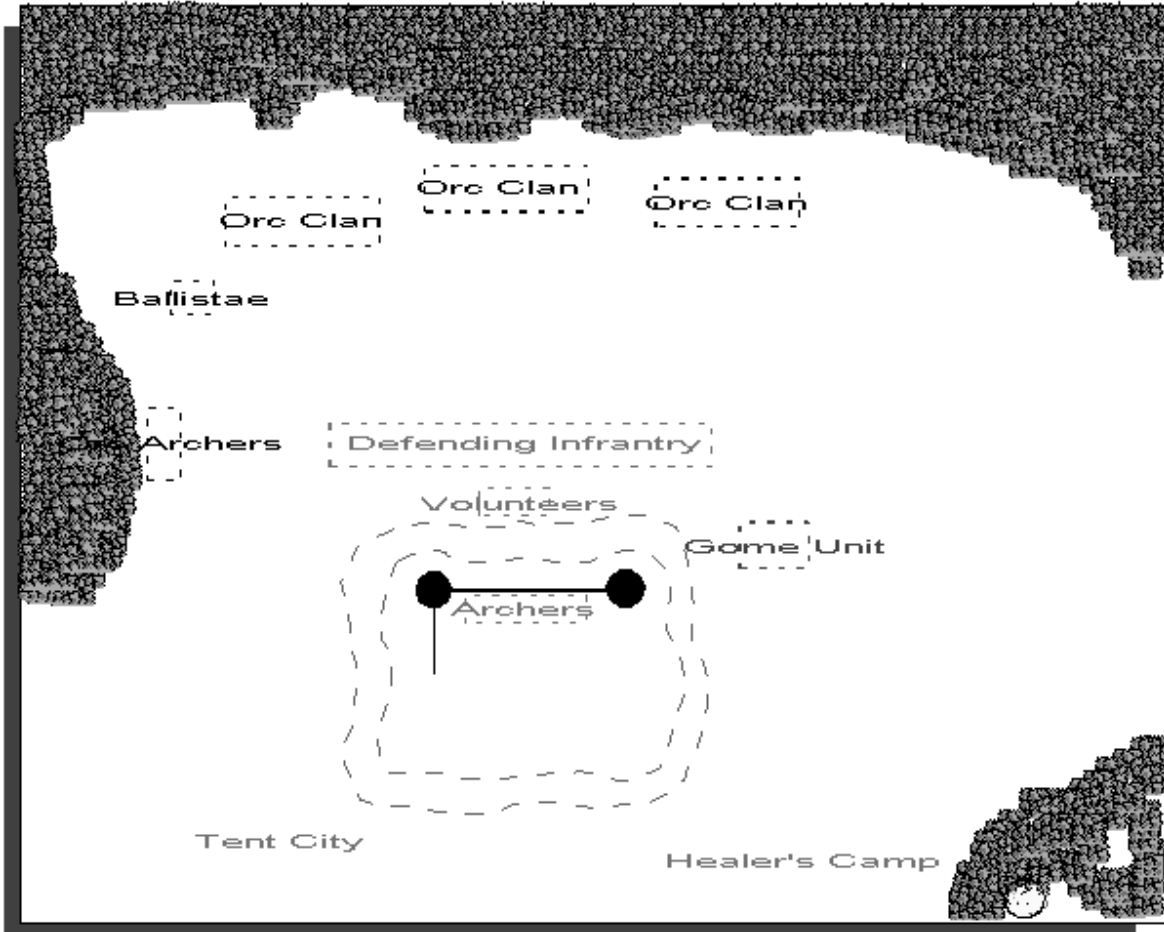 Orc Clan
Orc Clan
Orc Clan
Ballistae
Archers
Defending Infrantry
Volunteers
Gome Unit
Archers
Tent City
Healer's Camp